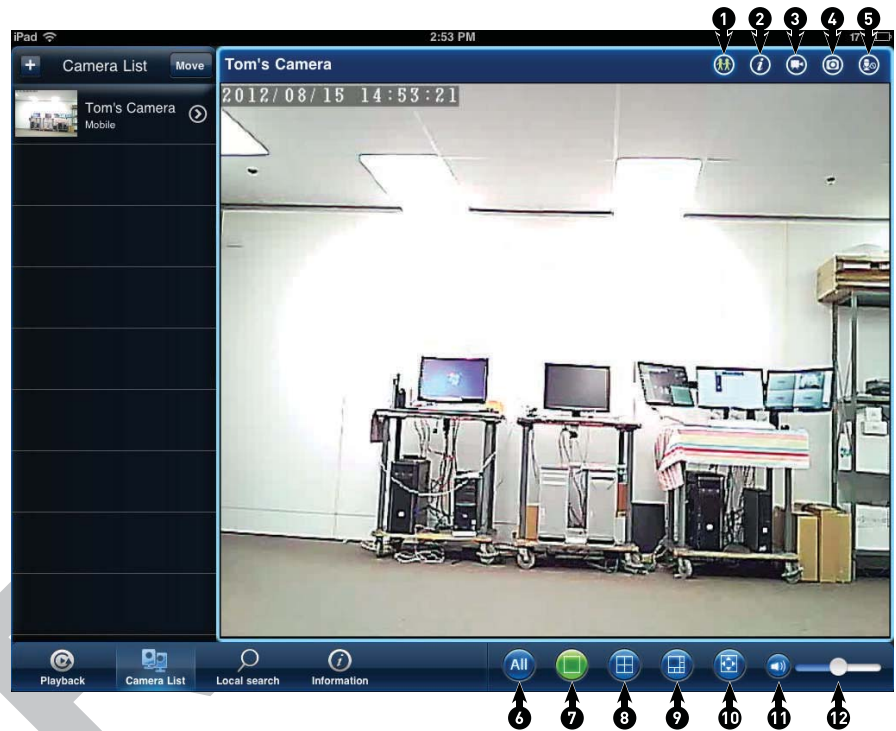 1 2 3 4 5
iPad 2:53 PM 17
+ Camera List Move Tom's Camera
2012/08/15 14:53:21
Tom's Camera
Mobile
Playback Camera List Local search Information All
6 7 8 9 10 11 12